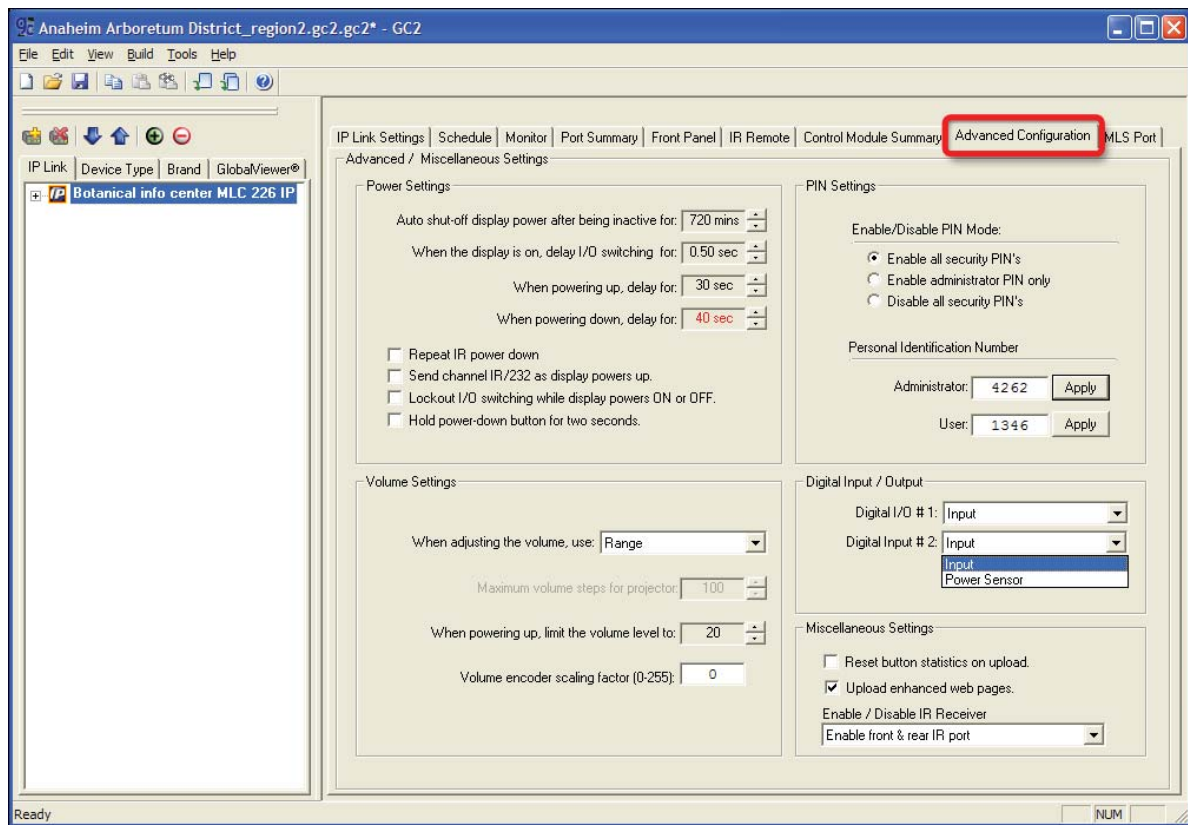 Anaheim Arboretum District_region2.gc2.gc2* - GC2
File Edit View Build Tools Help
IP Link Device Type Brand GlobalViewer®
IP Botanical info center MLC 226 IP
IP Link Settings Schedule Monitor Port Summary Front Panel IR Remote Control Module Summary Advanced Configuration MLS Port
Advanced / Miscellaneous Settings
Power Settings
Auto shut-off display power after being inactive for: 720 mins
When the display is on, delay I/O switching for: 0.50 sec
When powering up, delay for: 30 sec
When powering down, delay for: 40 sec
Repeat IR power down
Send channel IR/232 as display powers up.
Lockout I/O switching while display powers ON or OFF.
Hold power-down button for two seconds.
PIN Settings
Enable/Disable PIN Mode:
Enable all security PIN's
Enable administrator PIN only
Disable all security PIN's
Personal Identification Number
Administrator: 4262 Apply
User: 1346 Apply
Volume Settings
When adjusting the volume, use: Range
Maximum volume steps for projector: 100
When powering up, limit the volume level to: 20
Volume encoder scaling factor (0-255): 0
Digital Input / Output
Digital I/O # 1: Input
Digital Input # 2: Input
Input
Power Sensor
Miscellaneous Settings
Reset button statistics on upload.
Upload enhanced web pages.
Enable / Disable IR Receiver
Enable front & rear IR port
Ready NUM